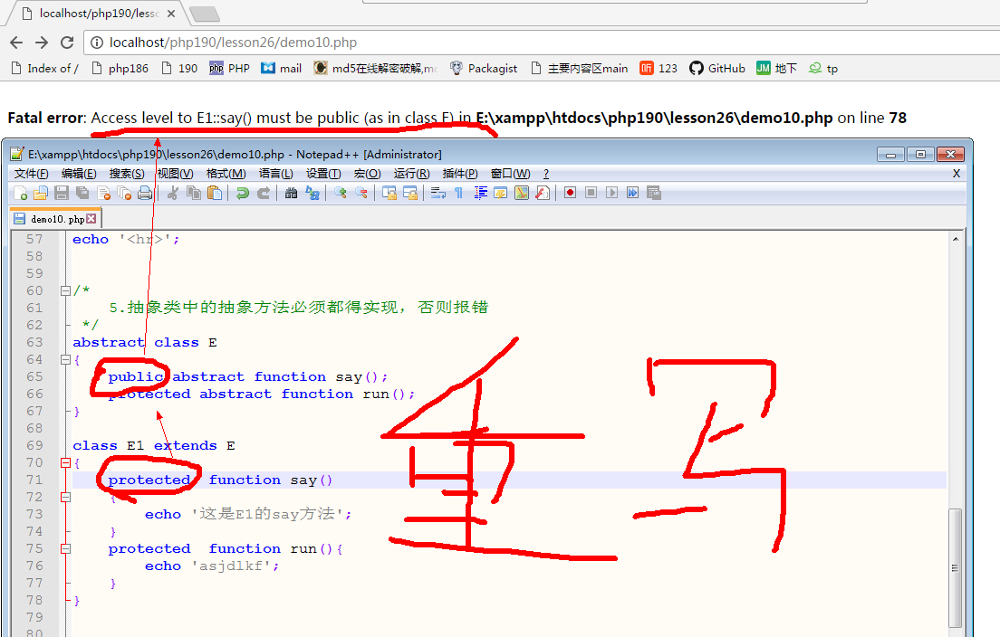 localhost/php190/less
localhost/php190/lesson26/demo10.php
Index of / php186 190 PHP mail md5在线解密破解,mc Packagist 主要内容区main 123 GitHub JM 地下 tp
Fatal error: Access level to E1::say() must be public (as in class E) in E:\xampp\htdocs\php190\lesson26\demo10.php on line 78
E:\xampp\htdocs\php190\lesson26\demo10.php - Notepad++ [Administrator]
文件(F) 编辑(E) 搜索(S) 视图(V) 格式(M) 语言(L) 设置(T) 宏(O) 运行(R) 插件(P) 窗口(W) ? X
demo10.php
57 echo '<hr>';
58
59
60 /*
61 5.抽象类中的抽象方法必须都得实现，否则报错
62 */
63 abstract class E
64 {
65 public abstract function say();
66 protected abstract function run();
67 }
68
69 class E1 extends E
70 {
71 protected function say()
72 {
73 echo '这是E1的say方法';
74 }
75 protected function run(){
76 echo 'asjdlkf';
77 }
78 }
79
80
重写